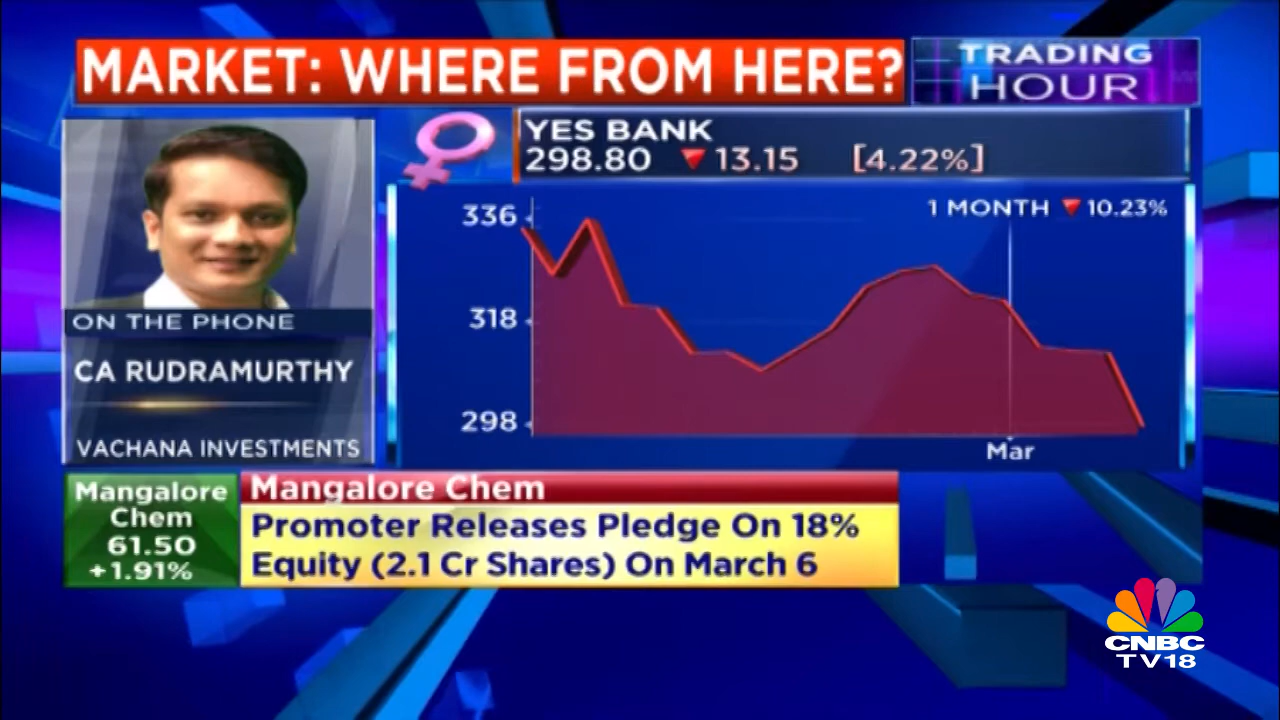 MARKET: WHERE FROM HERE?
TRADING
HOUR
YES BANK
298.80 ▼ 13.15 [4.22%]
1 MONTH ▼ 10.23%
336
318
298
Mar
ON THE PHONE
CA RUDRAMURTHY
VACHANA INVESTMENTS
Mangalore
Chem
61.50
+1.91%
Mangalore Chem
Promoter Releases Pledge On 18%
Equity (2.1 Cr Shares) On March 6
CNBC
TV18